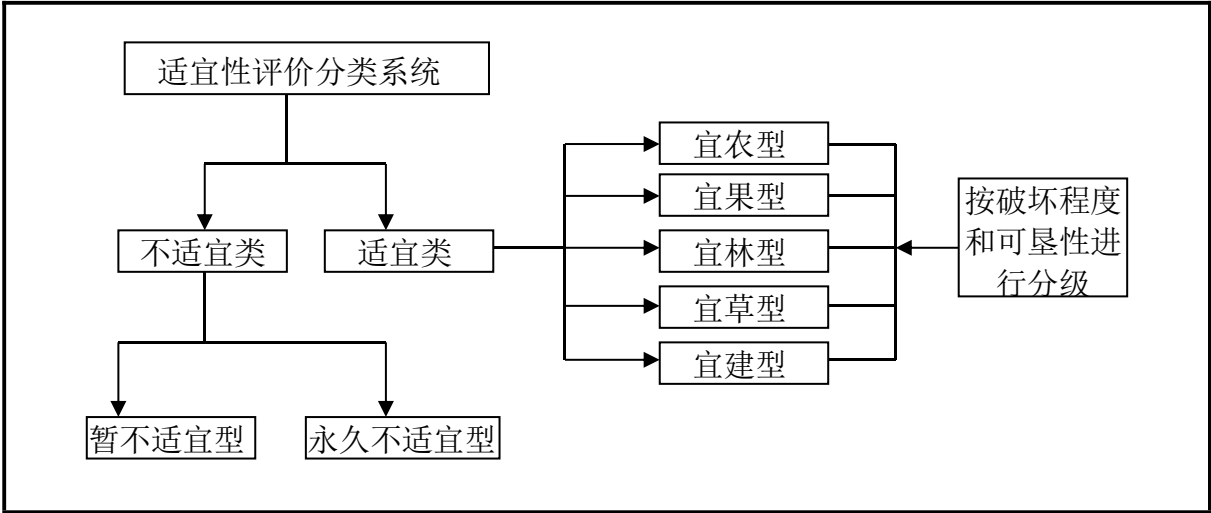 适宜性评价分类系统
宜农型
宜果型
按破坏程度
和可垦性进
行分级
不适宜类
适宜类
宜林型
宜草型
宜建型
暂不适宜型
永久不适宜型